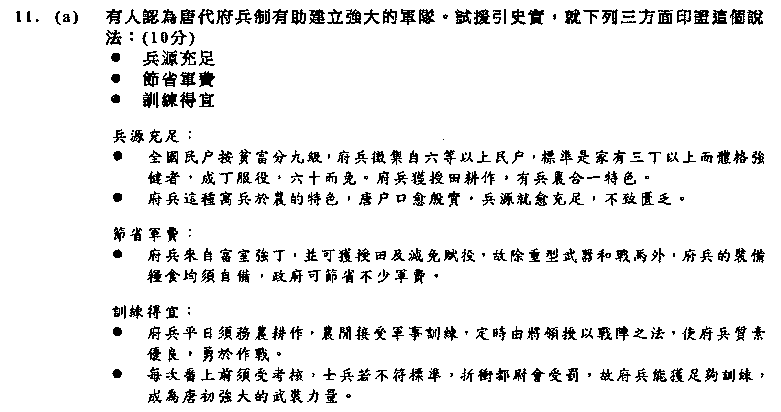 11. (a) 有人認為唐代府兵制有助建立強大的軍隊。試援引史實，就下列三方面印證這個說
法：(10分)
● 兵源充足
● 節省軍費
● 訓練得宜
兵源充足：
● 全國民户按貧富分九級，府兵徵集自六等以上民户，標準是家有三丁以上而體格強
健者，成丁服役，六十而免。府兵獲授田耕作，有兵農合一特色。
● 府兵這種寓兵於農的特色，唐户口愈殷實，兵源就愈充足，不致匱乏。
節省軍費：
● 府兵來自富室強丁，並可獲授田及減免賦役，故除重型武器和戰馬外，府兵的裝備
糧食均須自備，政府可節省不少軍費。
訓練得宜：
● 府兵平日須務農耕作，農閒接受軍事訓練，定時由將領授以戰陣之法，使府兵質素
優良，勇於作戰。
● 每次番上前須受考核，士兵若不符標準，折衝都尉會受罰，故府兵能獲足夠訓練，
成為唐初強大的武裝力量。